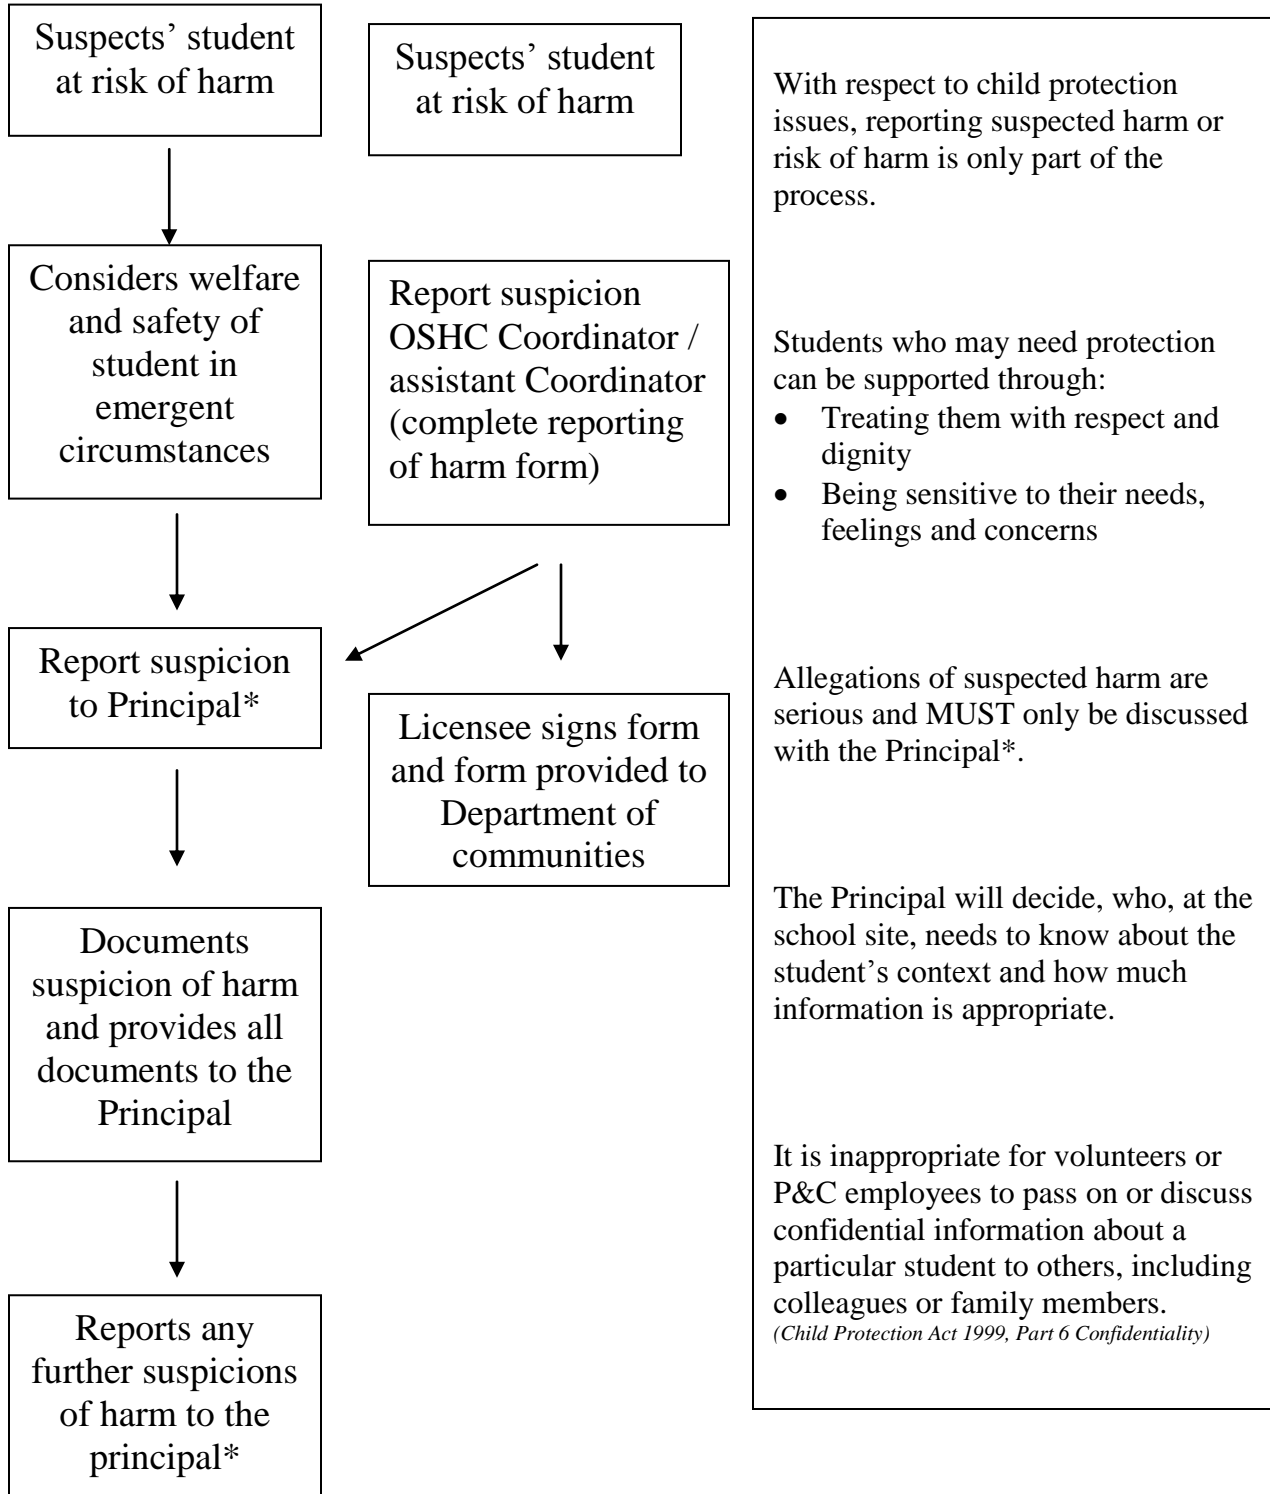 Suspects’ student
at risk of harm
Considers welfare
and safety of
student in
emergent
circumstances
Report suspicion
to Principal*
Documents
suspicion of harm
and provides all
documents to the
Principal
Reports any
further suspicions
of harm to the
principal*
Suspects’ student
at risk of harm
Report suspicion
OSHC Coordinator /
assistant Coordinator
(complete reporting
of harm form)
Licensee signs form
and form provided to
Department of
communities
With respect to child protection
issues, reporting suspected harm or
risk of harm is only part of the
process.
Students who may need protection
can be supported through:
• Treating them with respect and
dignity
• Being sensitive to their needs,
feelings and concerns
Allegations of suspected harm are
serious and MUST only be discussed
with the Principal*.
The Principal will decide, who, at the
school site, needs to know about the
student’s context and how much
information is appropriate.
It is inappropriate for volunteers or
P&C employees to pass on or discuss
confidential information about a
particular student to others, including
colleagues or family members.
(Child Protection Act 1999, Part 6 Confidentiality)